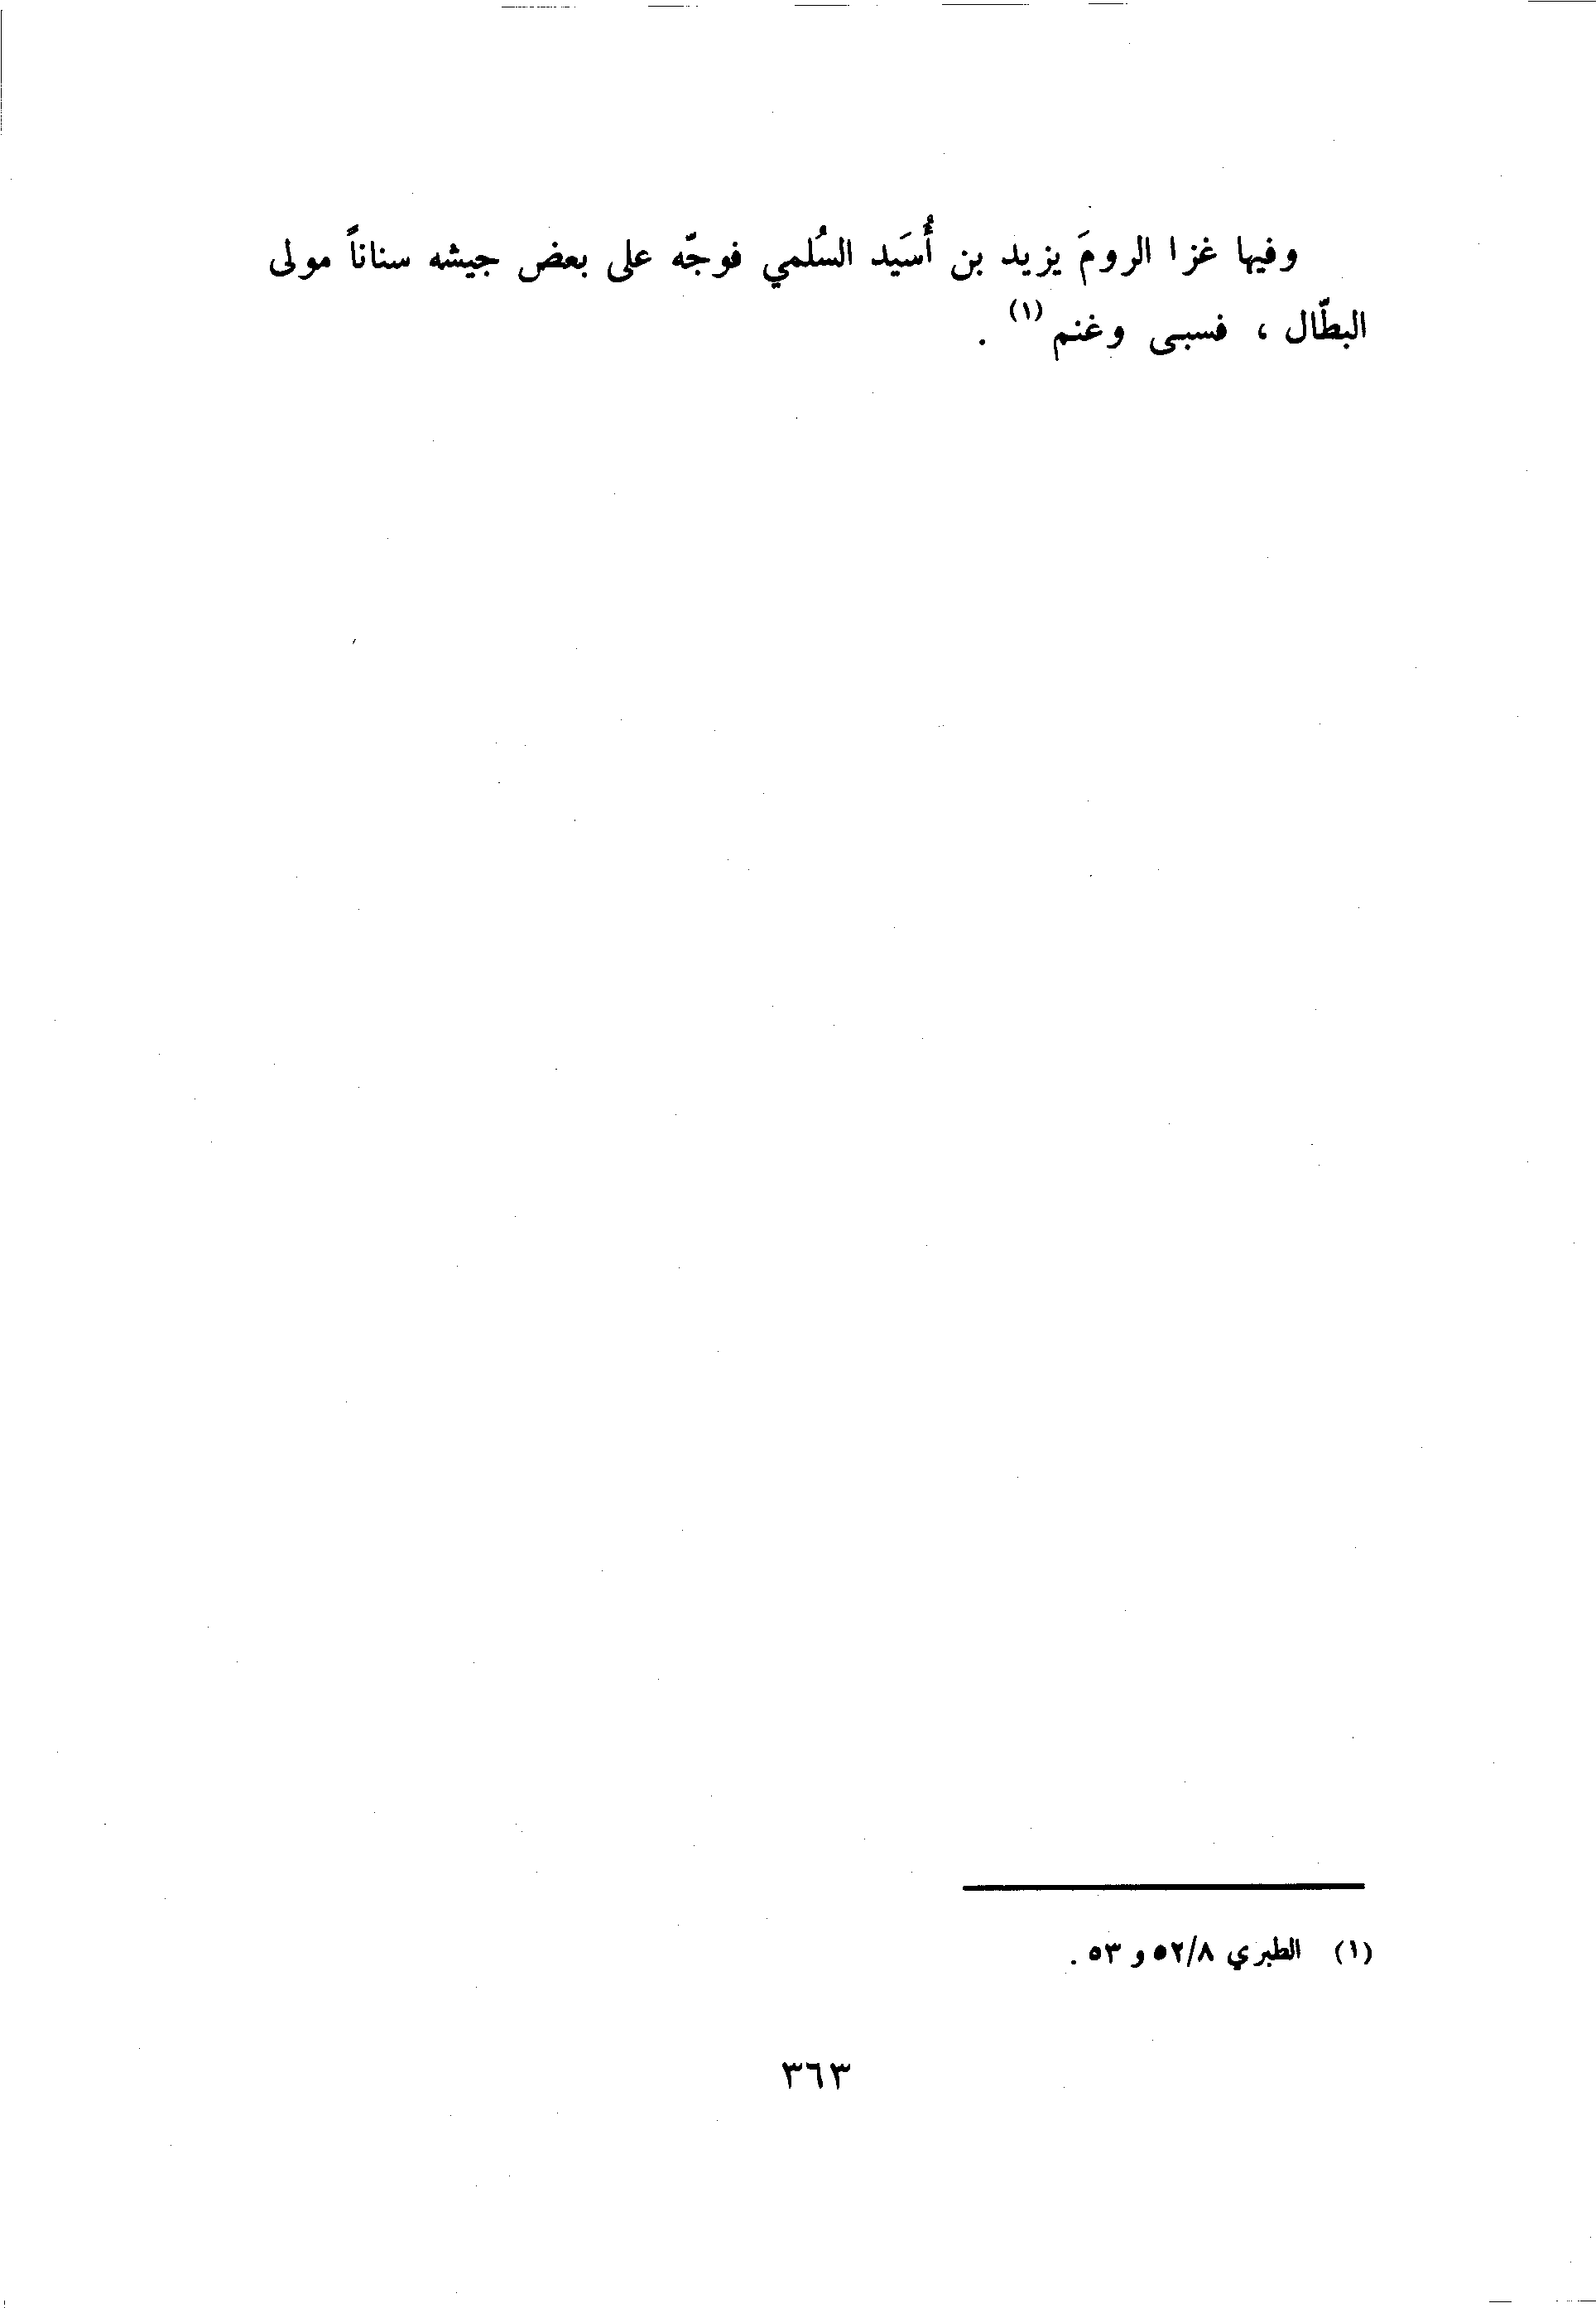 وفيها غزا الرومَ يزيد بن أُسَيد السُلمي فوجّه على بعض جيشه سناناً مولى
البطّال ، فسبى وغنم (١) .
(١) الطبري ٥٢/٨ و ٥٣ .
٣٦٣